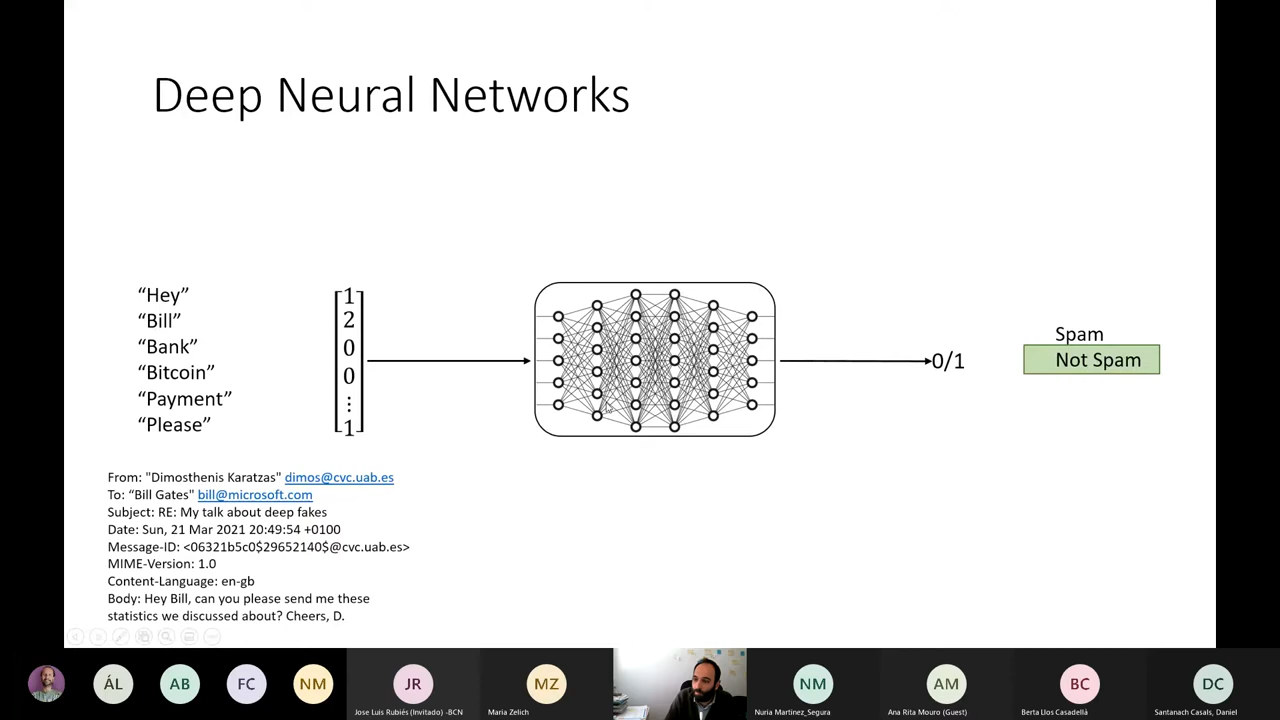 Deep Neural Networks
“Hey”
“Bill”
“Bank”
“Bitcoin”
“Payment”
“Please”
1
2
0
0
⋮
1
0/1
Spam
Not Spam
From: "Dimosthenis Karatzas" dimos@cvc.uab.es
To: “Bill Gates" bill@microsoft.com
Subject: RE: My talk about deep fakes
Date: Sun, 21 Mar 2021 20:49:54 +0100
Message-ID: <06321b5c0$29652140$@cvc.uab.es>
MIME-Version: 1.0
Content-Language: en-gb
Body: Hey Bill, can you please send me these
statistics we discussed about? Cheers, D.
ÁL
AB
FC
NM
JR
Jose Luis Rubiés (Invitado) -BCN
MZ
Maria Zelich
NM
Nuria Martinez_Segura
AM
Ana Rita Mouro (Guest)
BC
Berta Llos Casadellà
DC
Santanach Casals, Daniel